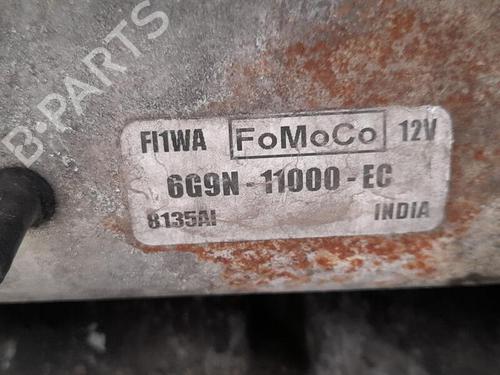 B-PARTS
FI1WA FoMoCo 12V
6G9N-11000-EC
8135AI INDIA